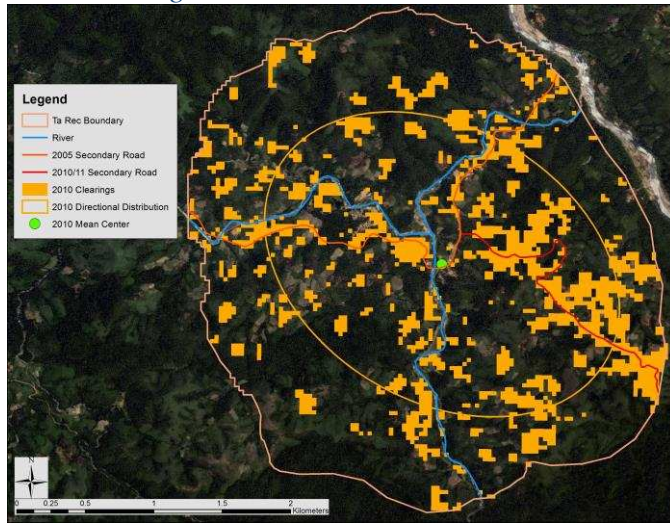 Legend
Ta Rec Boundary
River
2005 Secondary Road
2010/11 Secondary Road
2010 Clearings
2010 Directional Distribution
2010 Mean Center
N
0 0.25 0.5 1 1.5 2
Kilometers